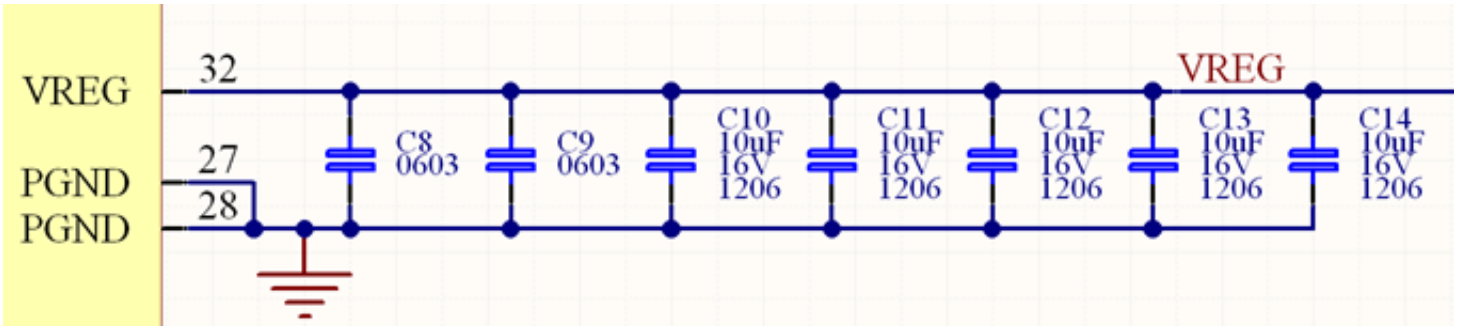 VREG
32
VREG
PGND
27
PGND
28
C8
0603
C9
0603
C10
10uF
16V
1206
C11
10uF
16V
1206
C12
10uF
16V
1206
C13
10uF
16V
1206
C14
10uF
16V
1206